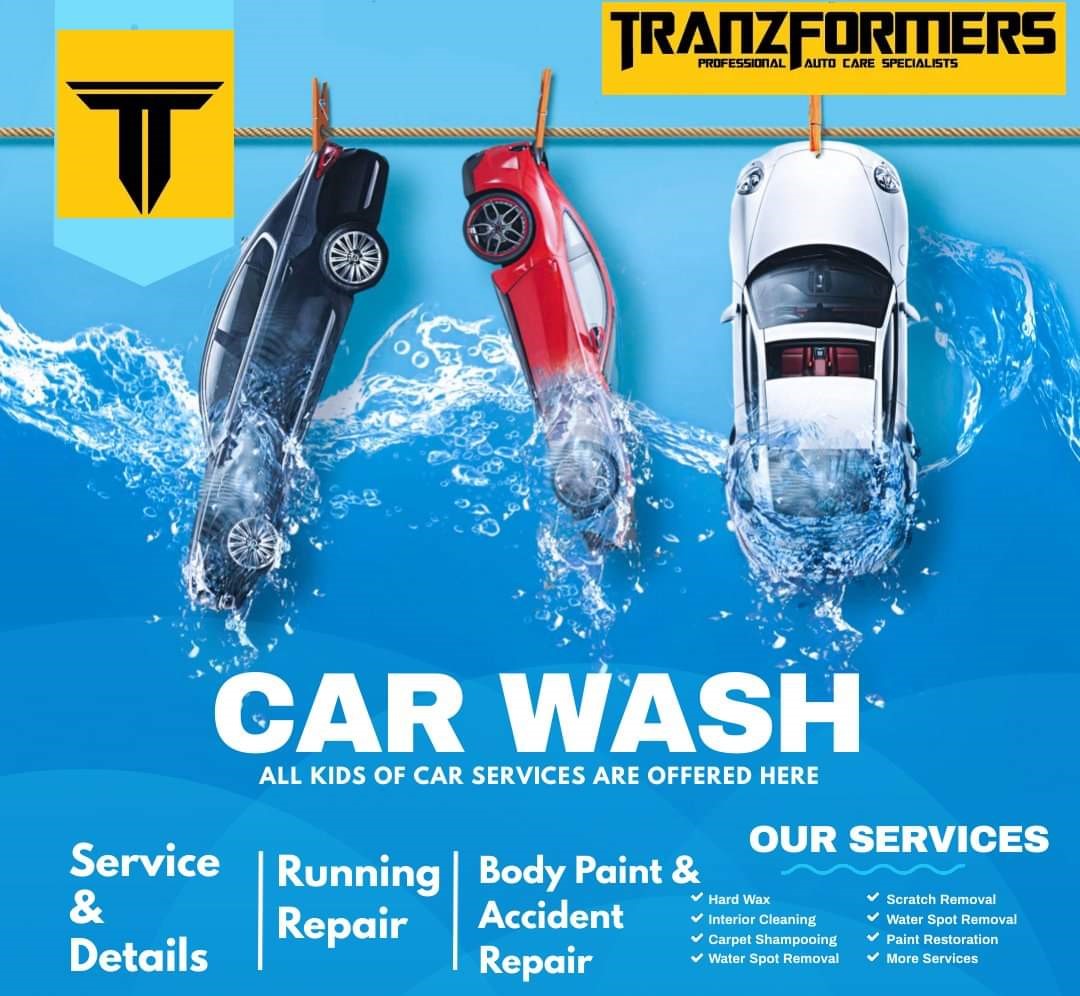 TRANZFORMERS
PROFESSIONAL AUTO CARE SPECIALISTS
CAR WASH
ALL KIDS OF CAR SERVICES ARE OFFERED HERE
Service
&
Details
Running
Repair
Body Paint &
Accident
Repair
OUR SERVICES
Hard Wax
Interior Cleaning
Carpet Shampooing
Water Spot Removal
Scratch Removal
Water Spot Removal
Paint Restoration
More Services